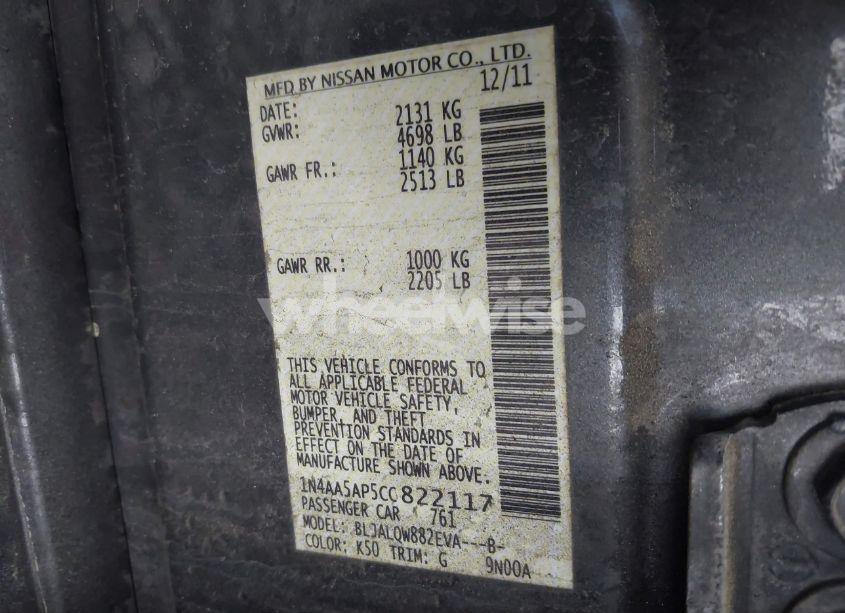 MFD BY NISSAN MOTOR CO., LTD.
DATE: 12/11
GVWR: 2131 KG
4698 LB
GAWR FR.: 1140 KG
2513 LB
GAWR RR.: 1000 KG
2205 LB
wheelwise
THIS VEHICLE CONFORMS TO
ALL APPLICABLE FEDERAL
MOTOR VEHICLE SAFETY,
BUMPER, AND THEFT
PREVENTION STANDARDS IN
EFFECT ON THE DATE OF
MANUFACTURE SHOWN ABOVE.
1N4AA5AP5CC822117
PASSENGER CAR 761
MODEL: BLJALQW882EVA---B-
COLOR: K50 TRIM: G 9N00A